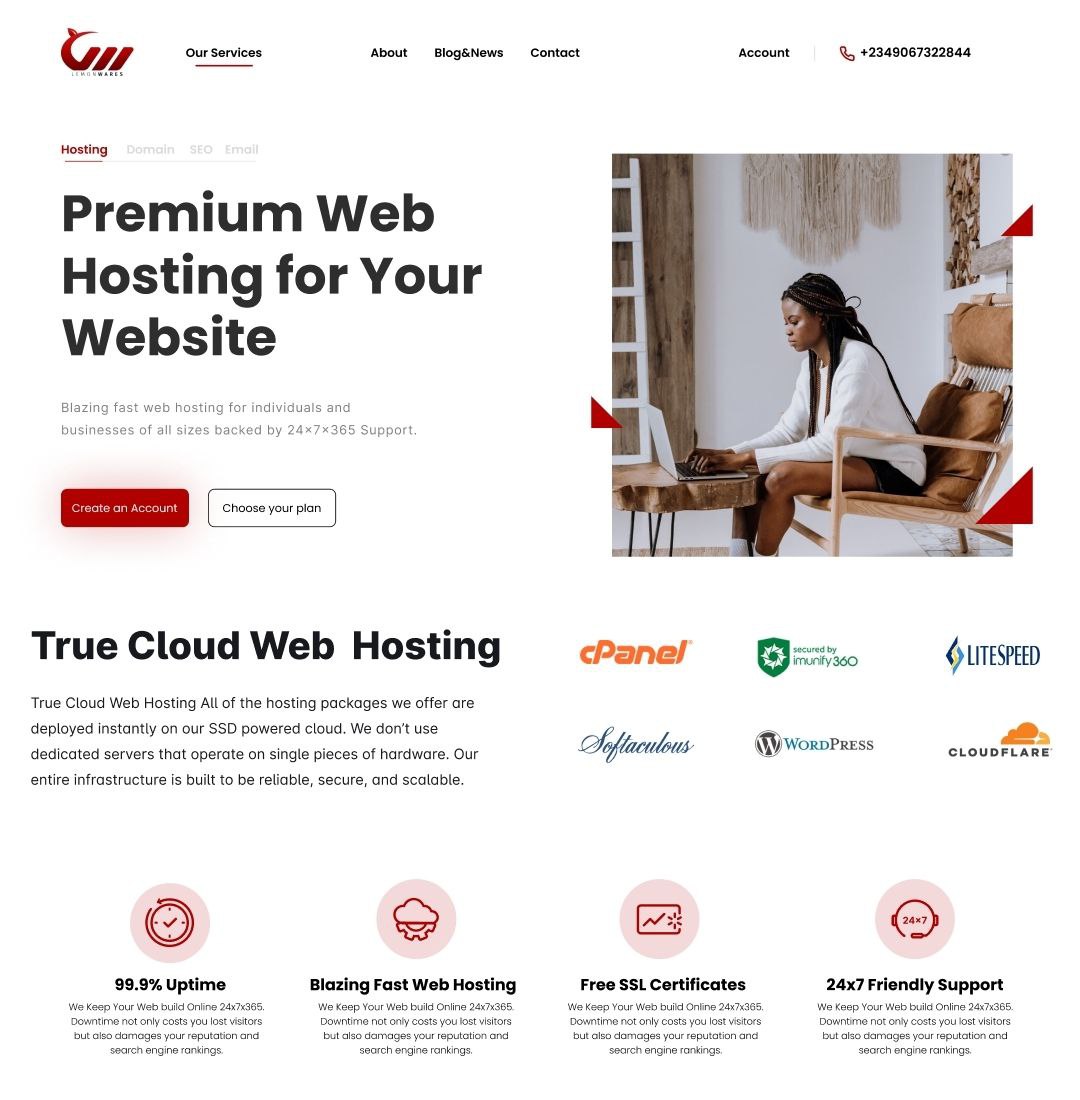 LEMONWARES
Our Services
About
Blog&News
Contact
Account
+2349067322844
Hosting
Domain
SEO
Email
Premium Web
Hosting for Your
Website
Blazing fast web hosting for individuals and
businesses of all sizes backed by 24×7×365 Support.
Create an Account
Choose your plan
True Cloud Web Hosting
True Cloud Web Hosting All of the hosting packages we offer are
deployed instantly on our SSD powered cloud. We don’t use
dedicated servers that operate on single pieces of hardware. Our
entire infrastructure is built to be reliable, secure, and scalable.
cPanel®
secured by
imunify360
LITESPEED
Softaculous
WORDPRESS
CLOUDFLARE
24×7
99.9% Uptime
We Keep Your Web build Online 24x7x365.
Downtime not only costs you lost visitors
but also damages your reputation and
search engine rankings.
Blazing Fast Web Hosting
We Keep Your Web build Online 24x7x365.
Downtime not only costs you lost visitors
but also damages your reputation and
search engine rankings.
Free SSL Certificates
We Keep Your Web build Online 24x7x365.
Downtime not only costs you lost visitors
but also damages your reputation and
search engine rankings.
24x7 Friendly Support
We Keep Your Web build Online 24x7x365.
Downtime not only costs you lost visitors
but also damages your reputation and
search engine rankings.